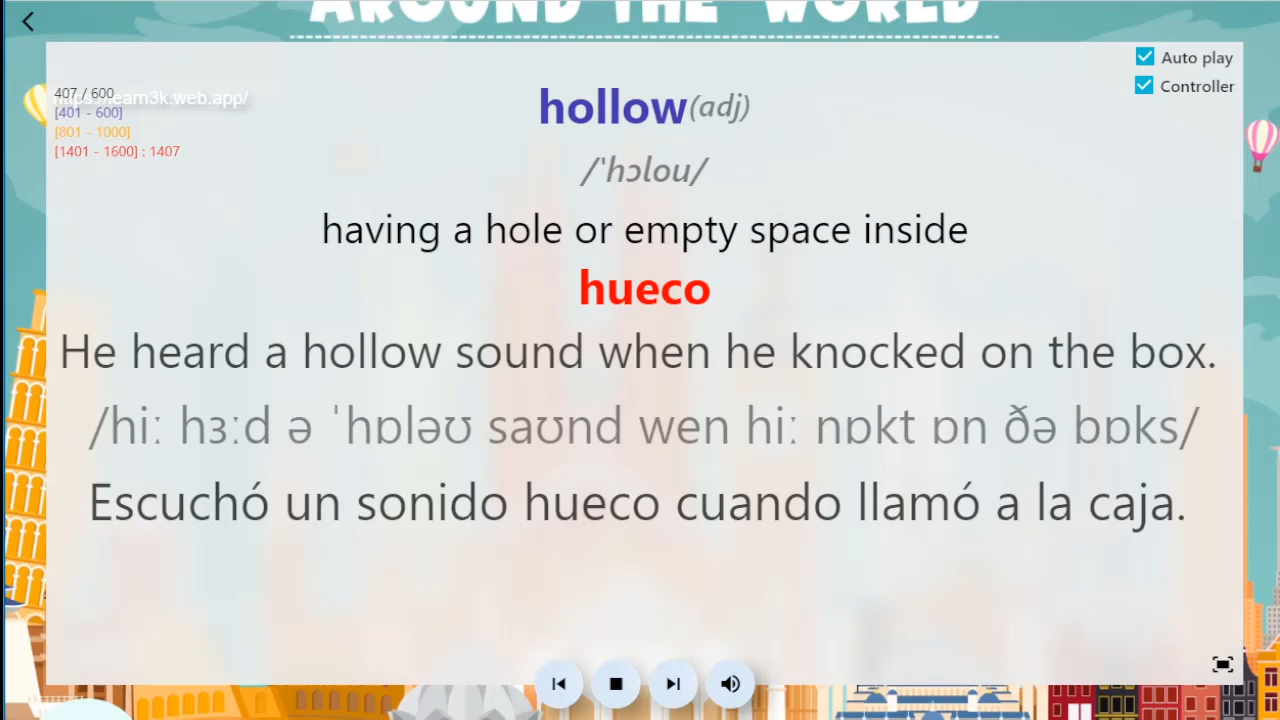 AROUND THE WORLD
Auto play
Controller
407 / 600
https://learn3k.web.app/
[401 - 600]
[801 - 1000]
[1401 - 1600] : 1407
hollow(adj)
/'hɔlou/
having a hole or empty space inside
hueco
He heard a hollow sound when he knocked on the box.
/hiː hɜːd ə ˈhɒləʊ saʊnd wen hiː nɒkt ɒn ðə bɒks/
Escuchó un sonido hueco cuando llamó a la caja.